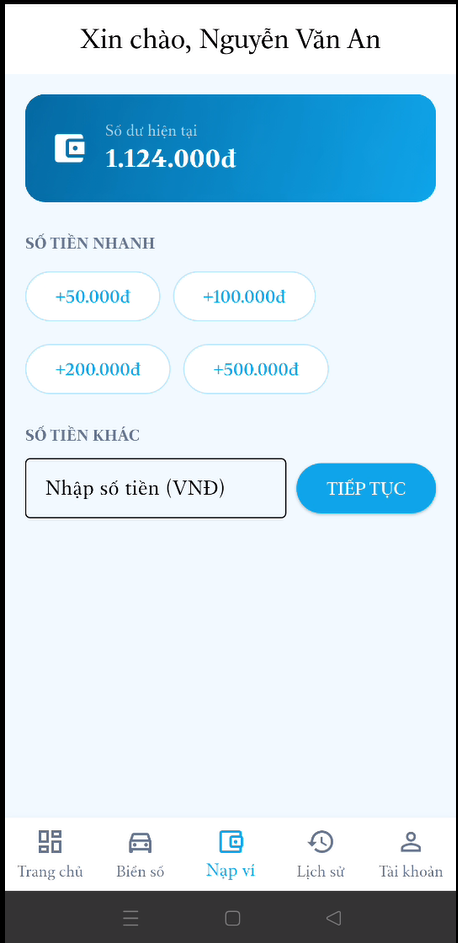 Xin chào, Nguyễn Văn An
Số dư hiện tại
1.124.000đ
SỐ TIỀN NHANH
+50.000đ
+100.000đ
+200.000đ
+500.000đ
SỐ TIỀN KHÁC
Nhập số tiền (VNĐ)
TIẾP TỤC
Trang chủ
Biển số
Nạp ví
Lịch sử
Tài khoản